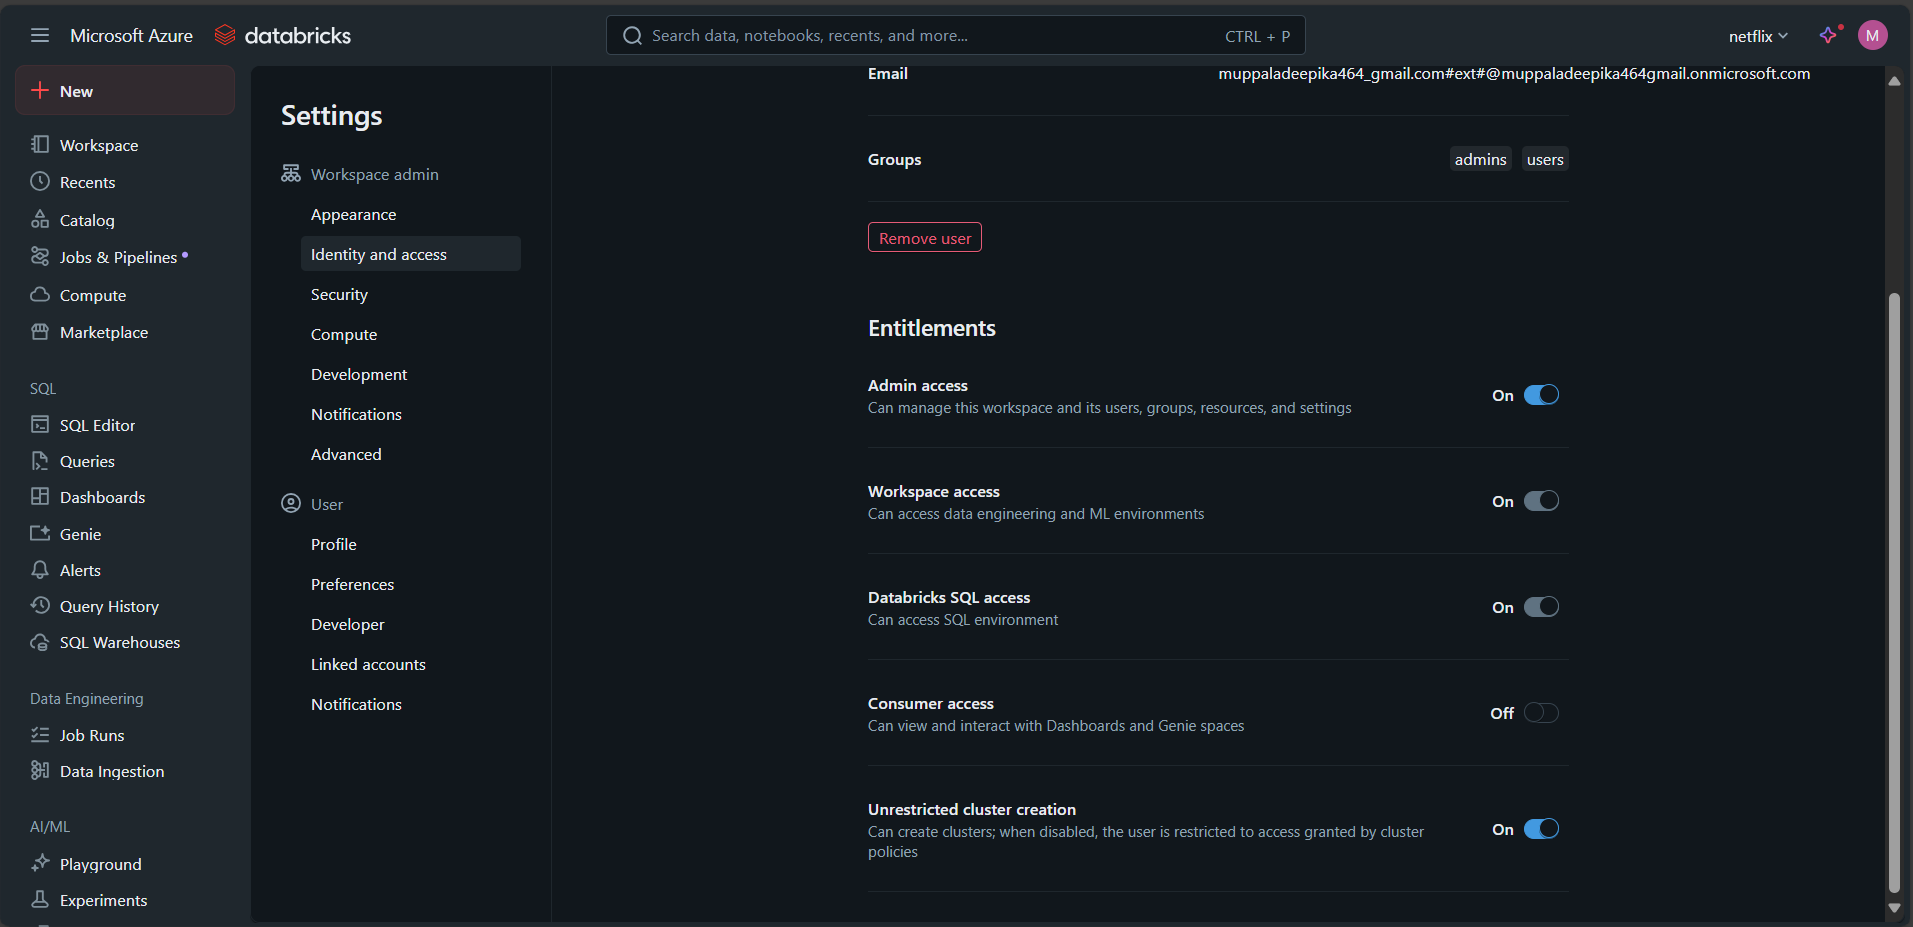 Microsoft Azure
databricks
Search data, notebooks, recents, and more...
CTRL + P
netflix
M
New
Workspace
Recents
Catalog
Jobs & Pipelines
Compute
Marketplace
SQL
SQL Editor
Queries
Dashboards
Genie
Alerts
Query History
SQL Warehouses
Data Engineering
Job Runs
Data Ingestion
AI/ML
Playground
Experiments
Settings
Workspace admin
Appearance
Identity and access
Security
Compute
Development
Notifications
Advanced
User
Profile
Preferences
Developer
Linked accounts
Notifications
Email
muppaladeepika464_gmail.com#ext#@muppaladeepika464gmail.onmicrosoft.com
Groups
admins users
Remove user
Entitlements
Admin access
Can manage this workspace and its users, groups, resources, and settings
On
Workspace access
Can access data engineering and ML environments
On
Databricks SQL access
Can access SQL environment
On
Consumer access
Can view and interact with Dashboards and Genie spaces
Off
Unrestricted cluster creation
Can create clusters; when disabled, the user is restricted to access granted by cluster
policies
On